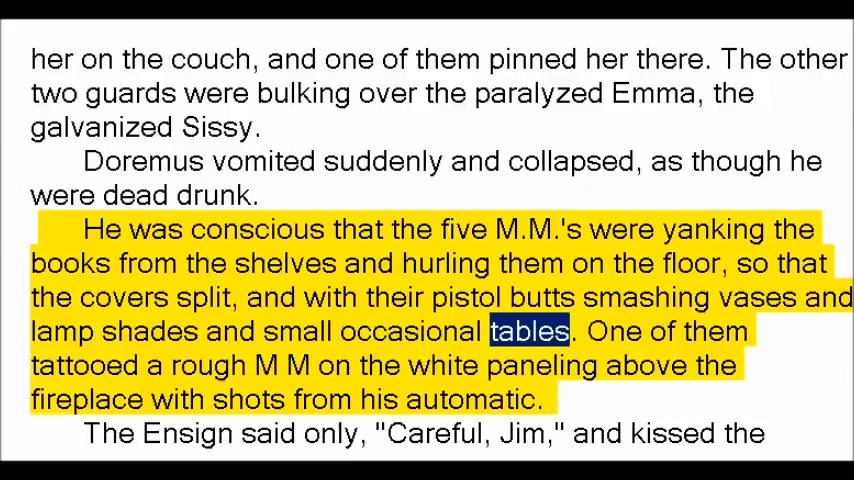 her on the couch, and one of them pinned her there. The other
two guards were bulking over the paralyzed Emma, the
galvanized Sissy.
Doremus vomited suddenly and collapsed, as though he
were dead drunk.
He was conscious that the five M.M.'s were yanking the
books from the shelves and hurling them on the floor, so that
the covers split, and with their pistol butts smashing vases and
lamp shades and small occasional tables. One of them
tattooed a rough M M on the white paneling above the
fireplace with shots from his automatic.
The Ensign said only, "Careful, Jim," and kissed the